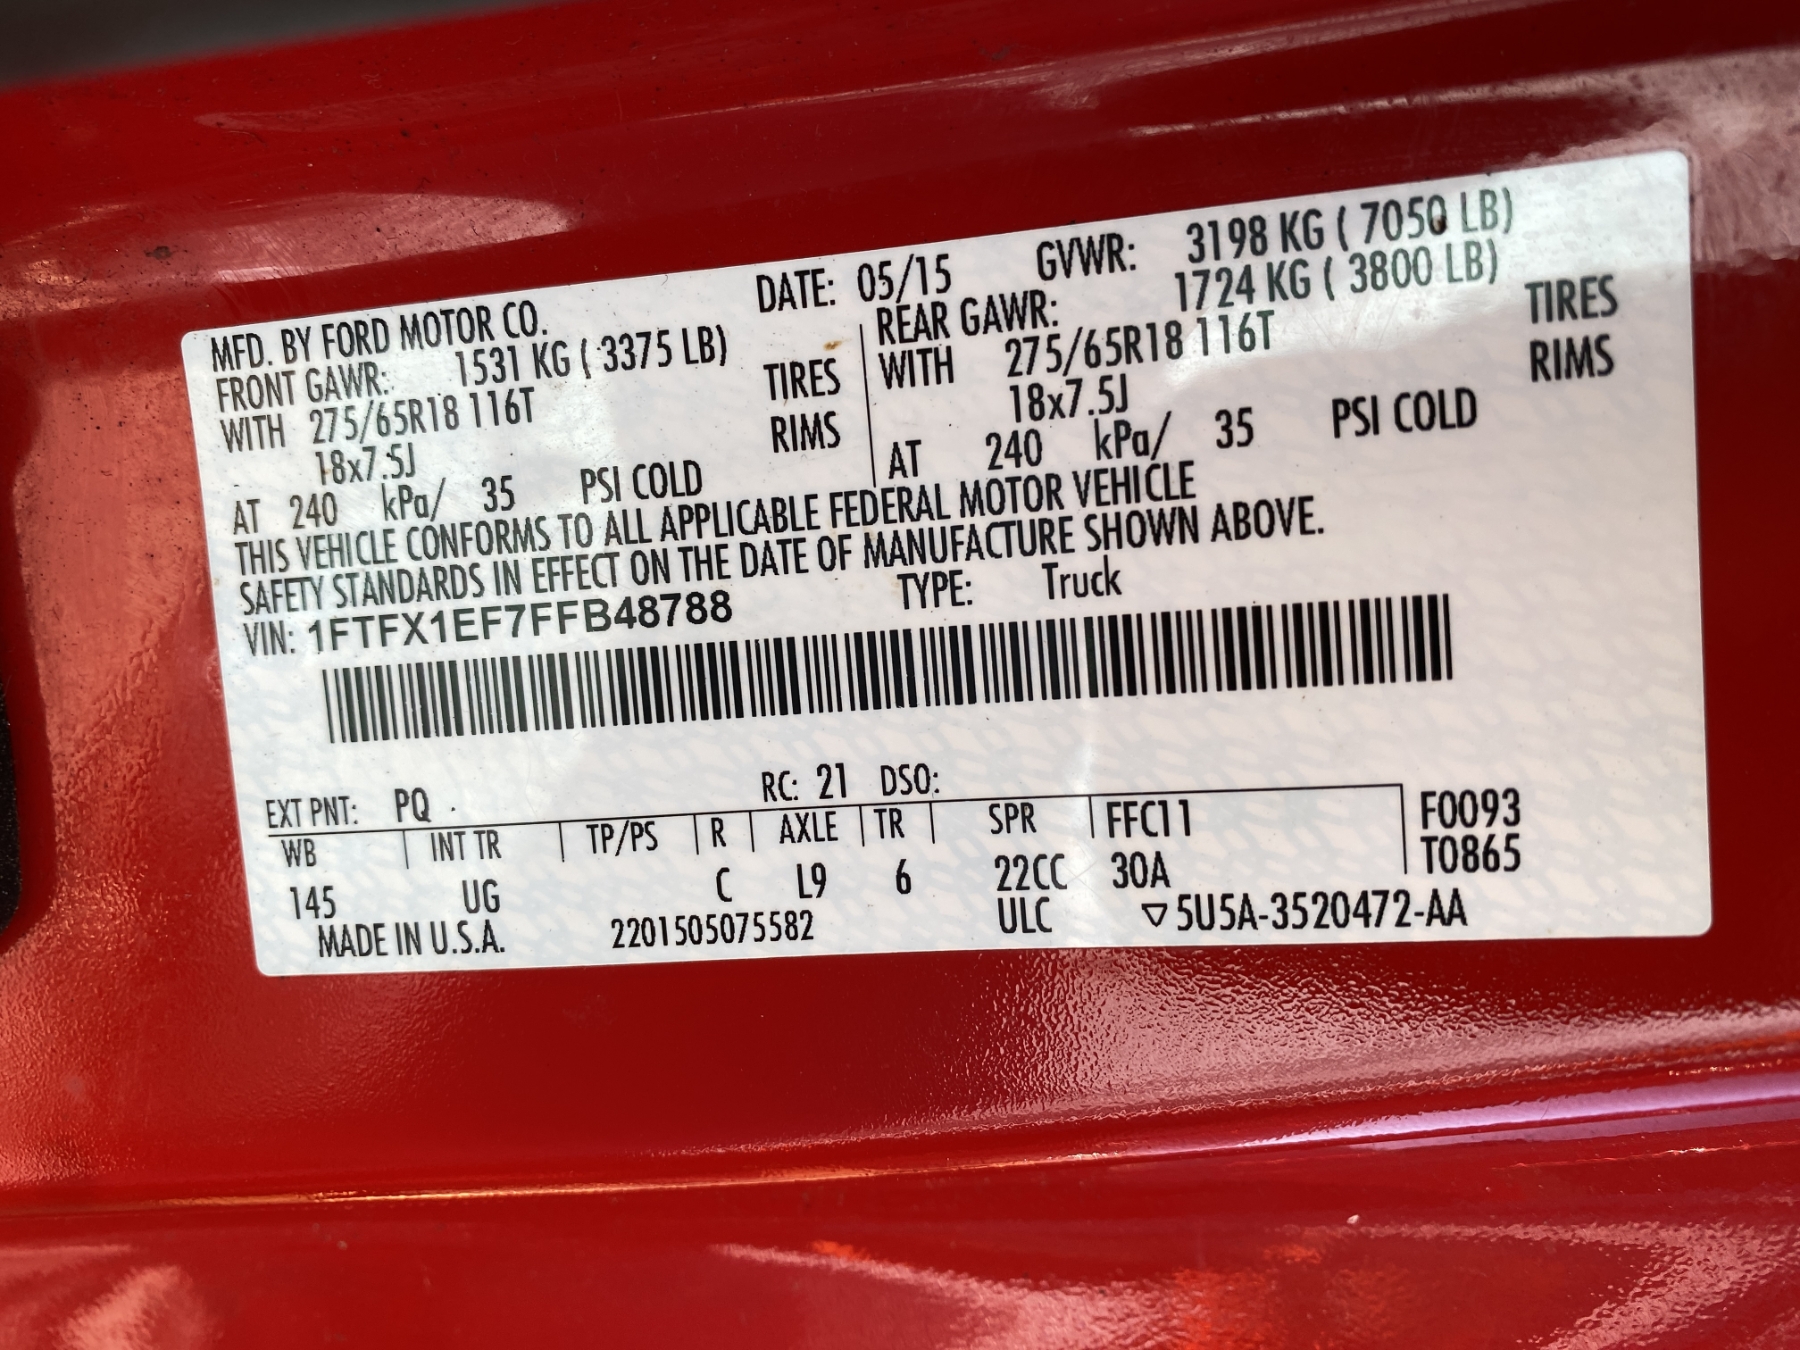 MFD. BY FORD MOTOR CO. DATE: 05/15 GVWR: 3198 KG ( 7050 LB)
FRONT GAWR: 1531 KG ( 3375 LB) REAR GAWR: 1724 KG ( 3800 LB)
WITH 275/65R18 116T TIRES WITH 275/65R18 116T TIRES
18x7.5J RIMS 18x7.5J RIMS
AT 240 kPa/ 35 PSI COLD AT 240 kPa/ 35 PSI COLD
THIS VEHICLE CONFORMS TO ALL APPLICABLE FEDERAL MOTOR VEHICLE
SAFETY STANDARDS IN EFFECT ON THE DATE OF MANUFACTURE SHOWN ABOVE.
VIN: 1FTFX1EF7FFB48788 TYPE: Truck
EXT PNT: PQ RC: 21 DSO:
WB INT TR TP/PS R AXLE TR SPR FFC11 F0093
145 UG C L9 6 22CC 30A T0865
MADE IN U.S.A. 2201505075582 ULC ▽5U5A-3520472-AA